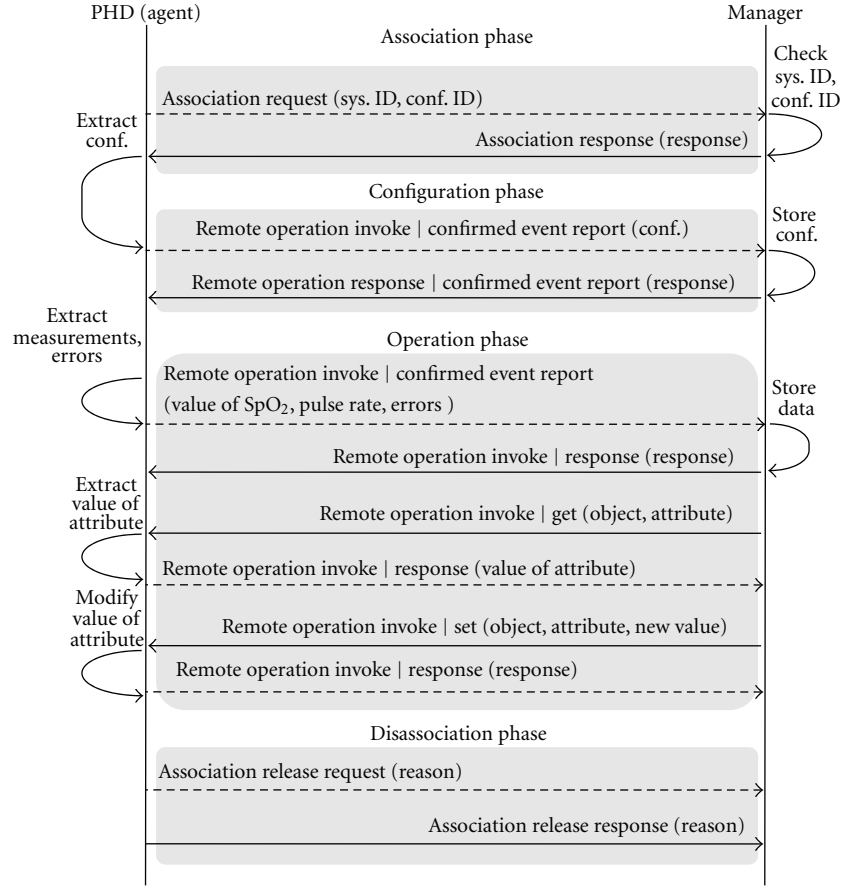 PHD (agent)
Manager
Association phase
Check
sys. ID,
conf. ID
Association request (sys. ID, conf. ID)
Extract
conf.
Association response (response)
Configuration phase
Remote operation invoke | confirmed event report (conf.)
Store
conf.
Remote operation response | confirmed event report (response)
Extract
measurements,
errors
Operation phase
Remote operation invoke | confirmed event report
(value of SpO₂, pulse rate, errors )
Store
data
Remote operation invoke | response (response)
Extract
value of
attribute
Remote operation invoke | get (object, attribute)
Remote operation invoke | response (value of attribute)
Modify
value of
attribute
Remote operation invoke | set (object, attribute, new value)
Remote operation invoke | response (response)
Disassociation phase
Association release request (reason)
Association release response (reason)